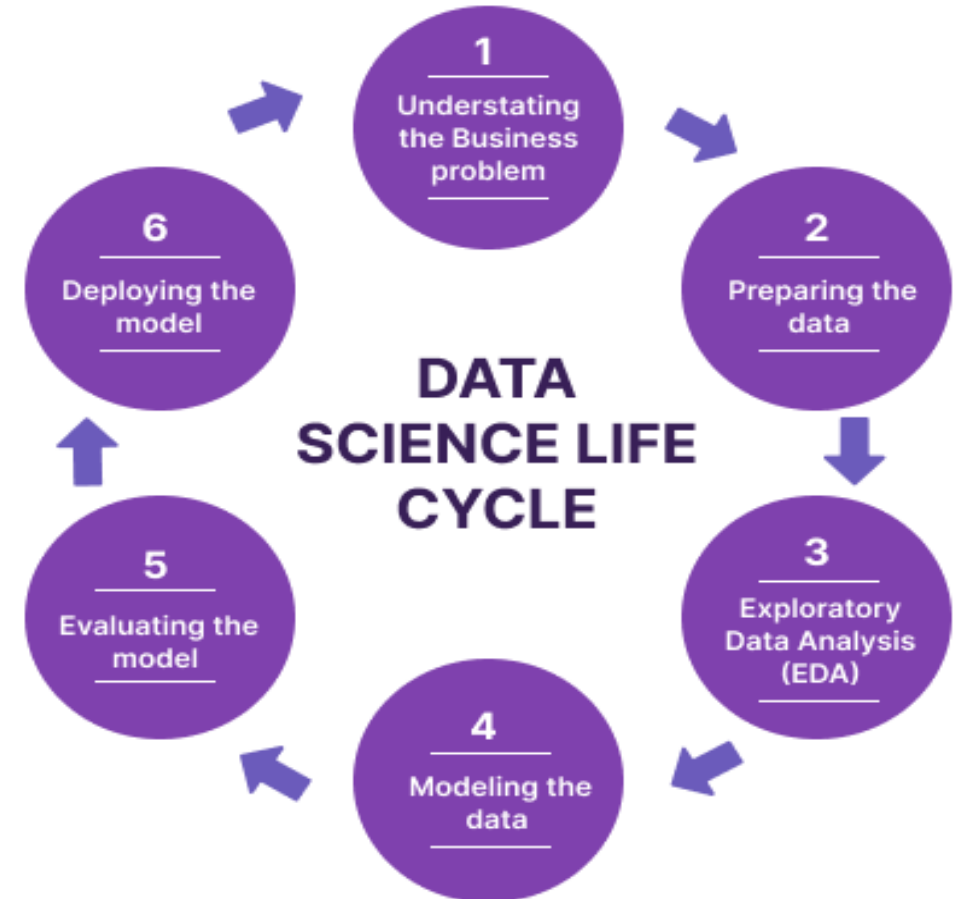 1
Understating
the Business
problem
2
Preparing the
data
3
Exploratory
Data Analysis
(EDA)
4
Modeling the
data
5
Evaluating the
model
6
Deploying the
model
DATA
SCIENCE LIFE
CYCLE